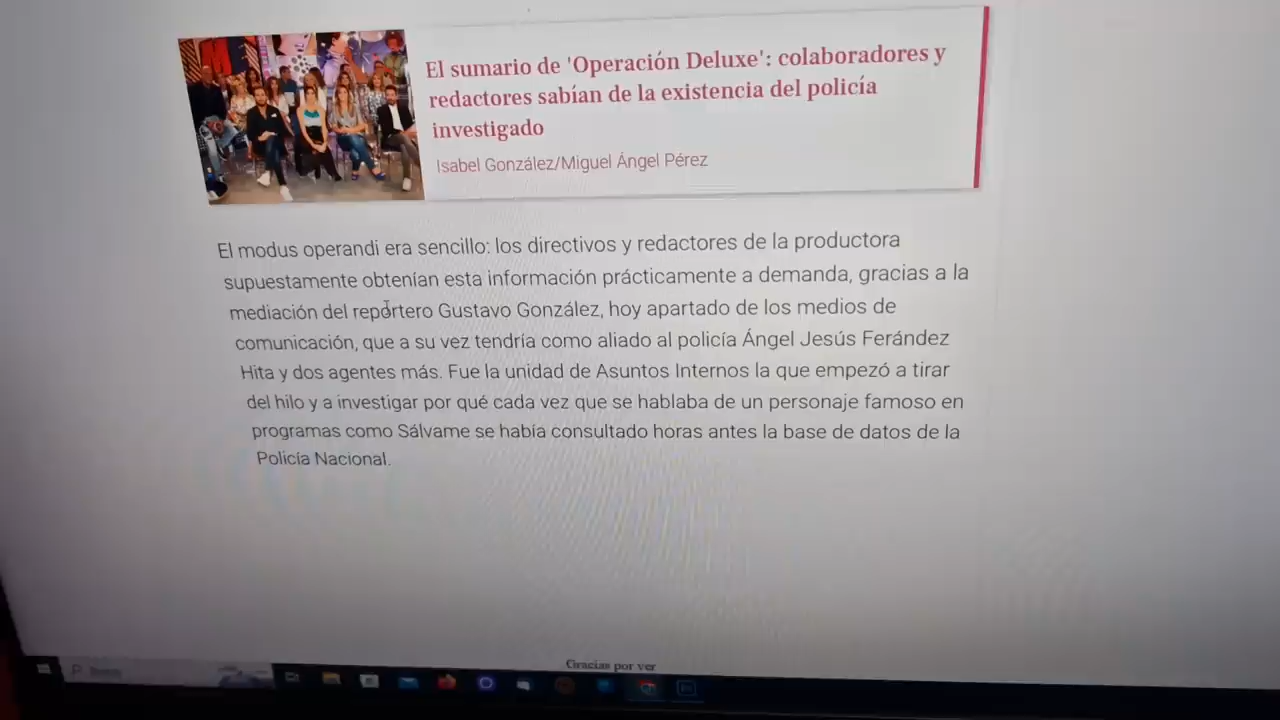 El sumario de 'Operación Deluxe': colaboradores y
redactores sabían de la existencia del policía
investigado
Isabel González/Miguel Ángel Pérez
El modus operandi era sencillo: los directivos y redactores de la productora
supuestamente obtenían esta información prácticamente a demanda, gracias a la
mediación del reportero Gustavo González, hoy apartado de los medios de
comunicación, que a su vez tendría como aliado al policía Ángel Jesús Ferández
Hita y dos agentes más. Fue la unidad de Asuntos Internos la que empezó a tirar
del hilo y a investigar por qué cada vez que se hablaba de un personaje famoso en
programas como Sálvame se había consultado horas antes la base de datos de la
Policía Nacional.
Gracias por ver